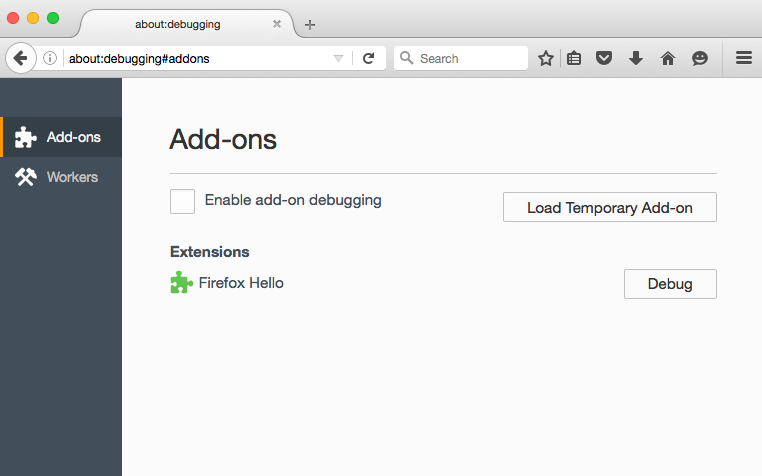 about:debugging
about:debugging#addons
Search
Add-ons
Workers
Add-ons
Enable add-on debugging
Load Temporary Add-on
Extensions
Firefox Hello
Debug